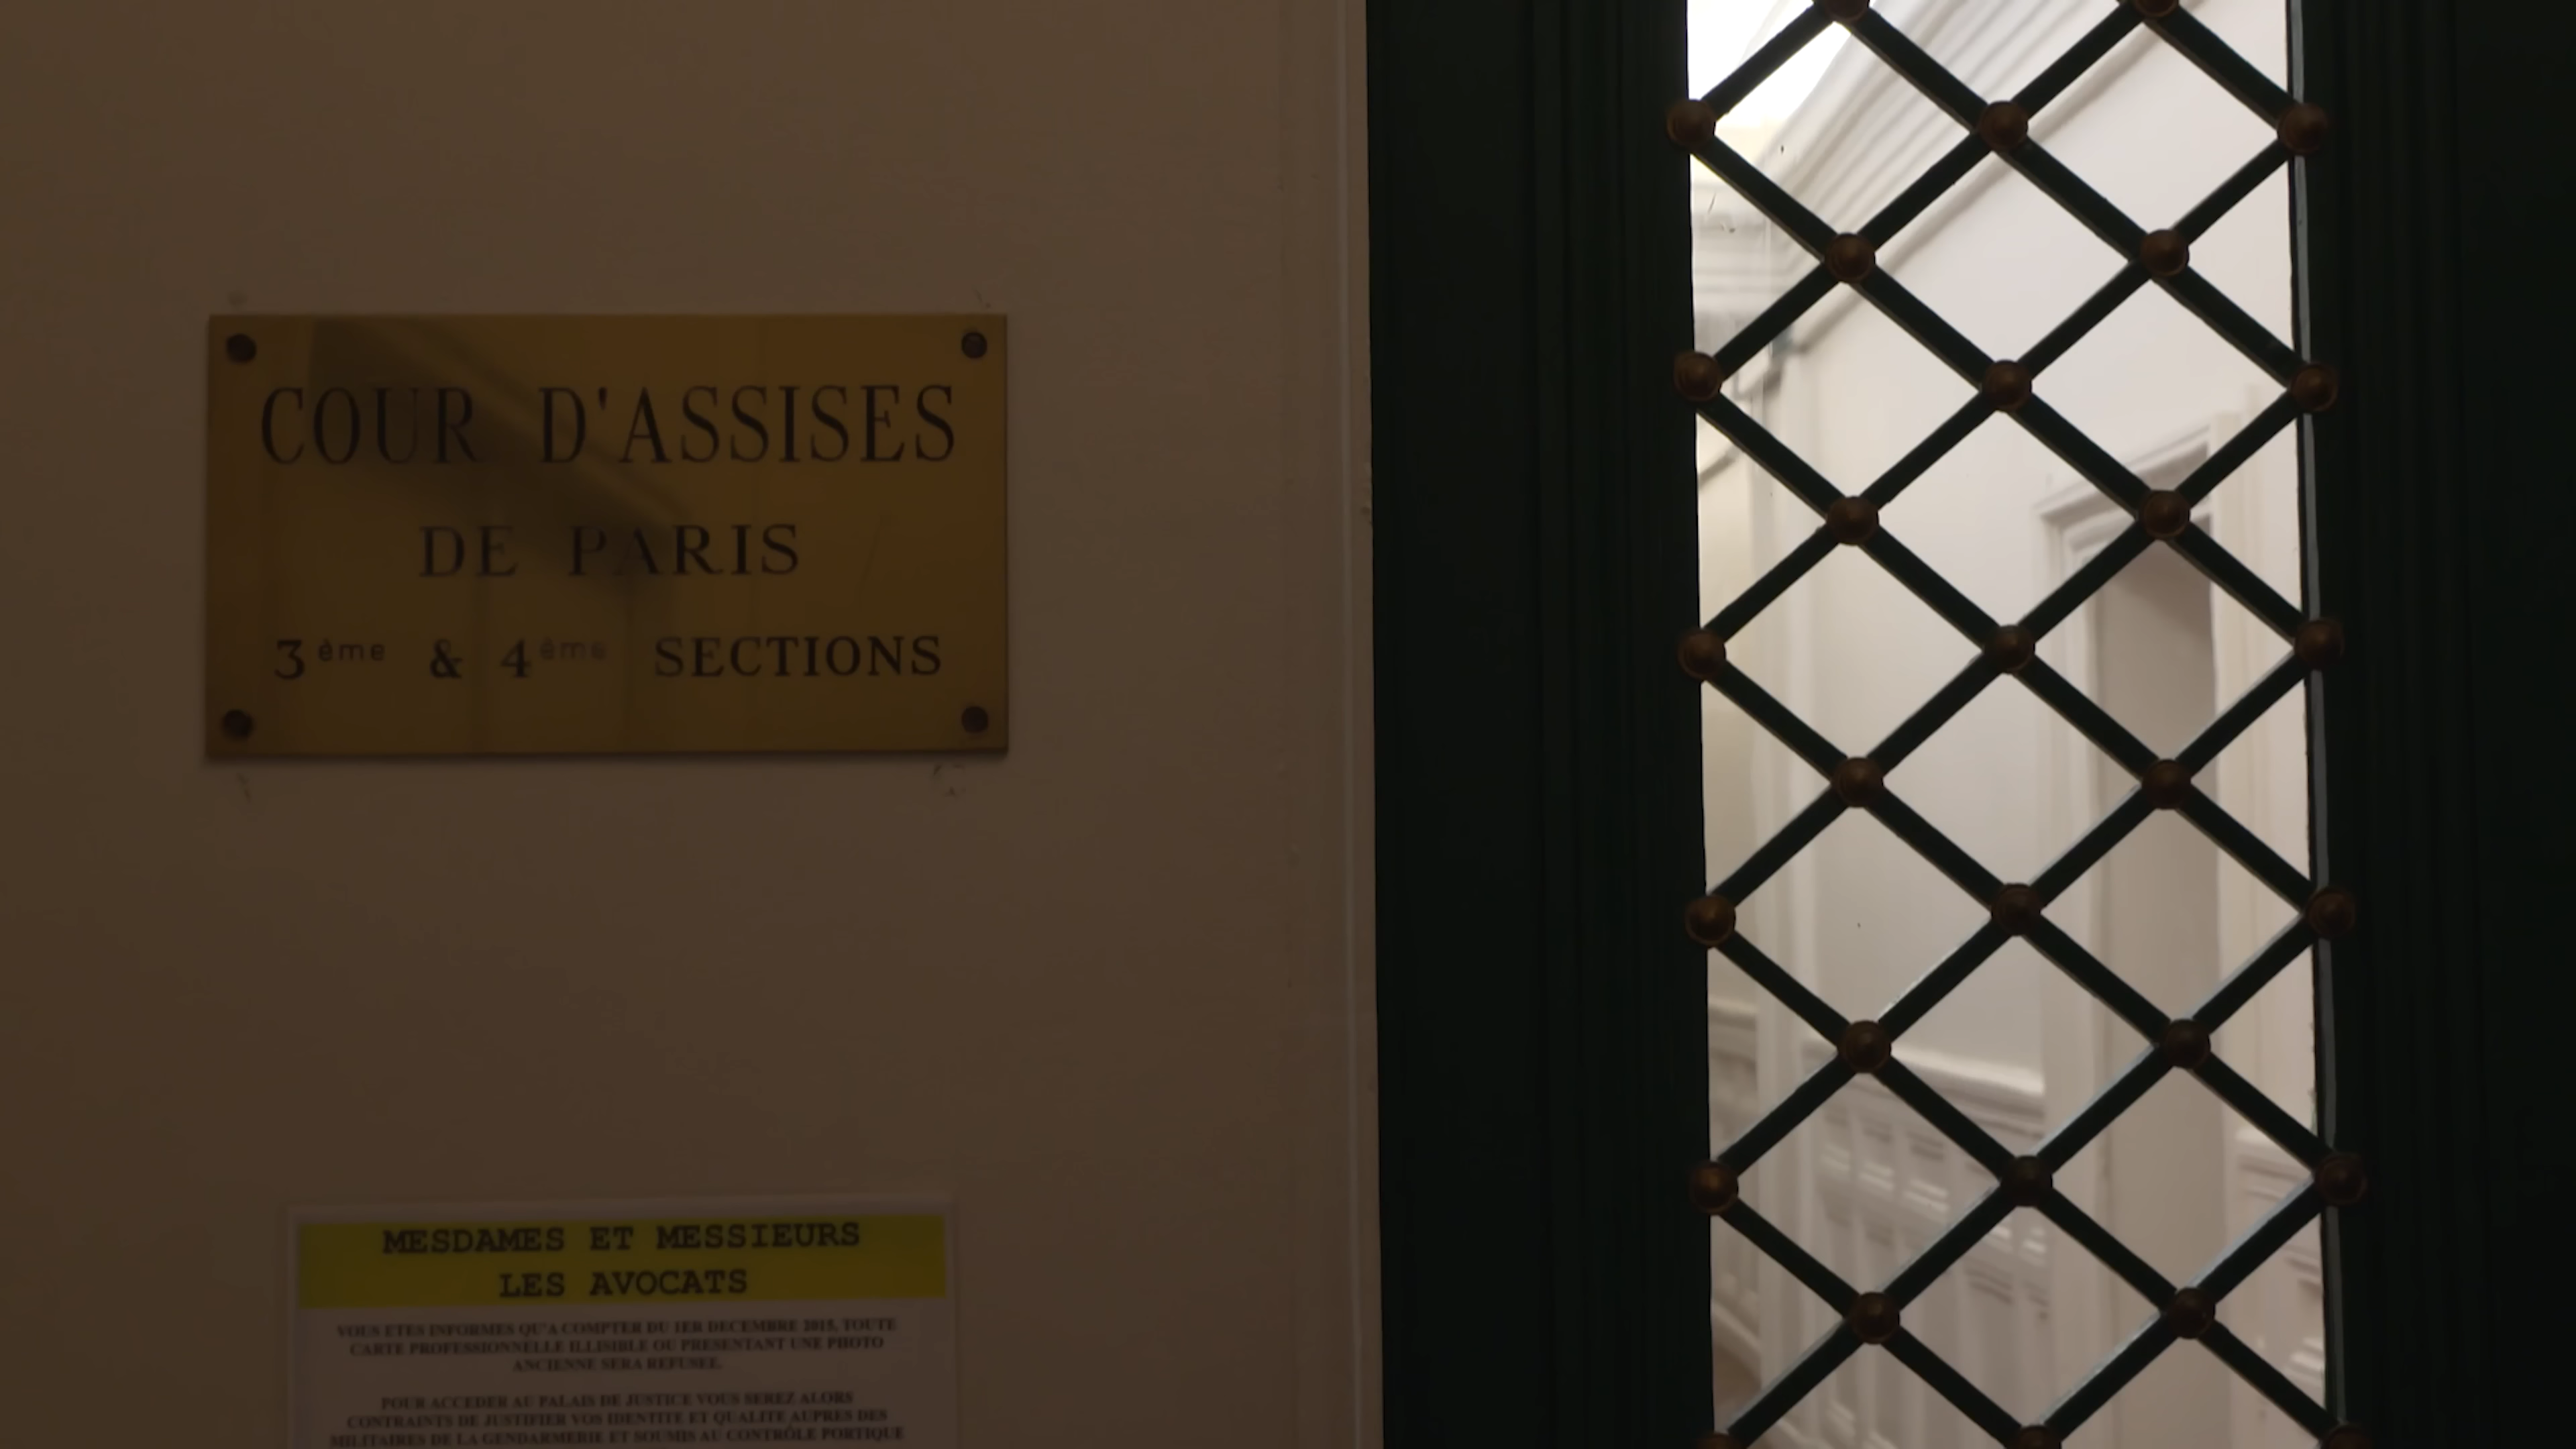 COUR D'ASSISES
DE PARIS
3ème & 4ème SECTIONS
MESDAMES ET MESSIEURS
LES AVOCATS
VOUS ETES INFORMES QU'A COMPTER DU 1ER DECEMBRE 2015, TOUTE
CARTE PROFESSIONNELLE ILLISIBLE OU PRESENTANT UNE PHOTO
ANCIENNE SERA REFUSEE.
POUR ACCEDER AU PALAIS DE JUSTICE VOUS SEREZ ALORS
CONTRAINTS DE JUSTIFIER VOS IDENTITE ET QUALITE AUPRES DES
MILITAIRES DE LA GENDARMERIE ET SOUMIS AU CONTRÔLE PORTIQUE